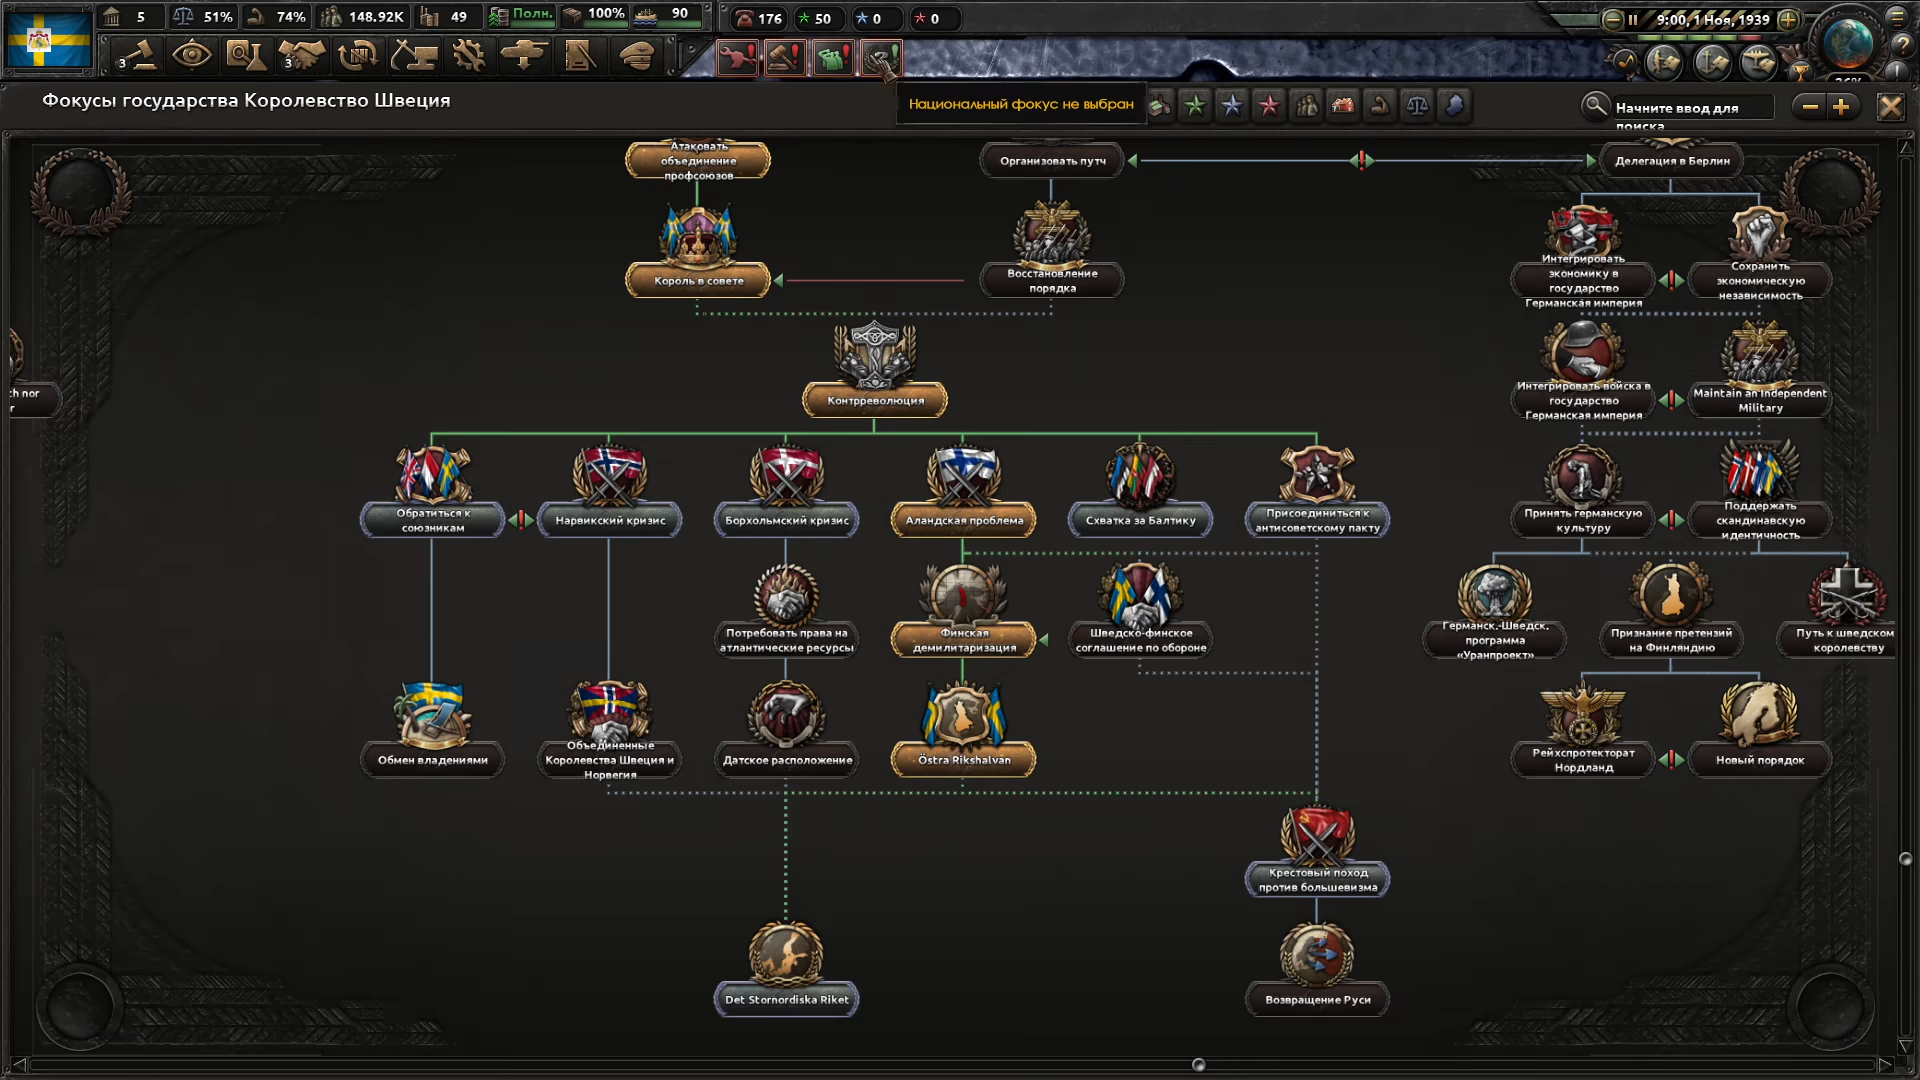 5
51%
74%
148.92K
49
Полн.
100%
90
176
50
0
0
9:00, 1 Ноя, 1939
3
3
26%
Фокусы государства Королевство Швеция
Национальный фокус не выбран
Начните ввод для
поиска
Атаковать
объединение
профсоюзов
Организовать путч
Делегация в Берлин
Король в совете
Восстановление
порядка
Интегрировать
экономику в
государство
Германская империя
Сохранить
экономическую
независимость
Контрреволюция
ch nor
r
Интегрировать войска в
государство
Германская империя
Maintain an Independent
Military
Обратиться к
союзникам
Нарвикский кризис
Борхольмский кризис
Аландская проблема
Схватка за Балтику
Присоединиться к
антисоветскому пакту
Принять германскую
культуру
Поддержать
скандинавскую
идентичность
Потребовать права на
атлантические ресурсы
Финская
демилитаризация
Шведско-финское
соглашение по обороне
Германск.-Шведск.
программа
«Уранпроект»
Признание претензий
на Финляндию
Путь к шведском
королевству
Обмен владениями
Объединенные
Королевства Швеция и
Норвегия
Датское расположение
Östra Rikshalvan
Рейхспротекторат
Нордланд
Новый порядок
Крестовый поход
против большевизма
Det Stornordiska Riket
Возвращение Руси